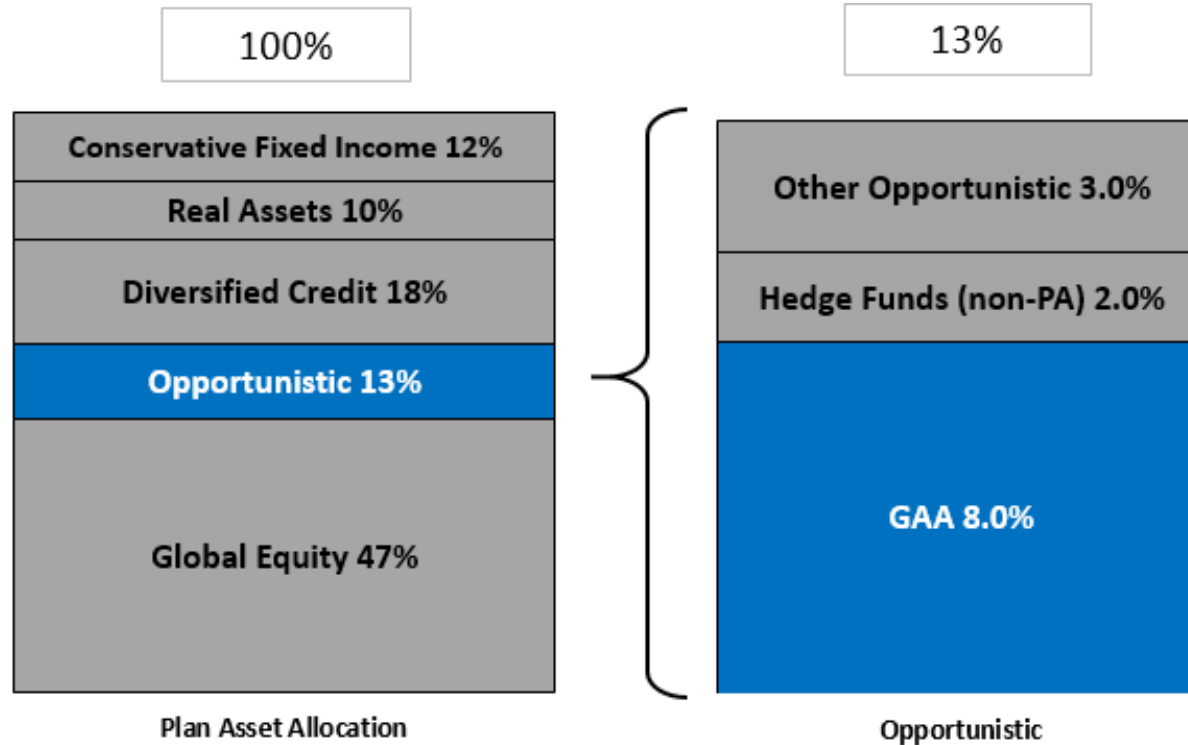 100%
Conservative Fixed Income 12%
Real Assets 10%
Diversified Credit 18%
Opportunistic 13%
Global Equity 47%
Plan Asset Allocation
13%
Other Opportunistic 3.0%
Hedge Funds (non-PA) 2.0%
GAA 8.0%
Opportunistic